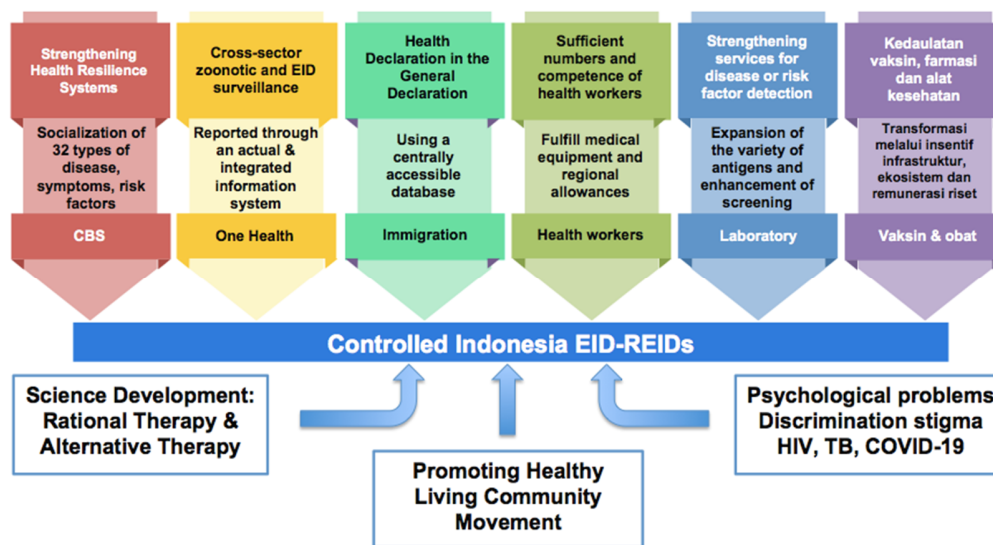 Strengthening
Health Resilience
Systems
Socialization of
32 types of
disease,
symptoms, risk
factors
CBS
Cross-sector
zoonotic and EID
surveillance
Reported through
an actual &
integrated
information
system
One Health
Health
Declaration in the
General
Declaration
Using a
centrally
accessible
database
Immigration
Sufficient
numbers and
competence of
health workers
Fulfill medical
equipment and
regional
allowances
Health workers
Strengthening
services for
disease or risk
factor detection
Expansion of
the variety of
antigens and
enhancement of
screening
Laboratory
Kedaulatan
vaksin, farmasi
dan alat
kesehatan
Transformasi
melalui insentif
infrastruktur,
ekosistem dan
remunerasi riset
Vaksin & obat
Controlled Indonesia EID-REIDs
Science Development:
Rational Therapy &
Alternative Therapy
Promoting Healthy
Living Community
Movement
Psychological problems
Discrimination stigma
HIV, TB, COVID-19